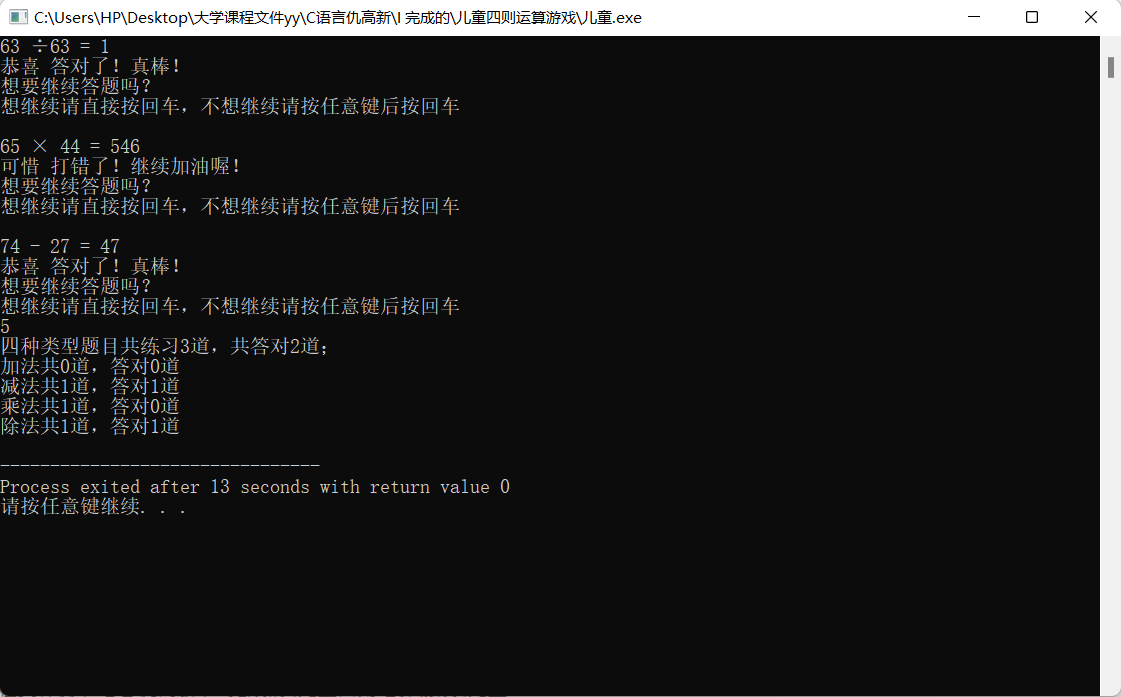 C:\Users\HP\Desktop\大学课程文件yy\C语言仇高新\I 完成的\儿童四则运算游戏\儿童.exe
63 ÷63 = 1
恭喜 答对了！真棒！
想要继续答题吗？
想继续请直接按回车，不想继续请按任意键后按回车
65 × 44 = 546
可惜 打错了！继续加油喔！
想要继续答题吗？
想继续请直接按回车，不想继续请按任意键后按回车
74 - 27 = 47
恭喜 答对了！真棒！
想要继续答题吗？
想继续请直接按回车，不想继续请按任意键后按回车
5
四种类型题目共练习3道，共答对2道；
加法共0道，答对0道
减法共1道，答对1道
乘法共1道，答对0道
除法共1道，答对1道
--------------------------------
Process exited after 13 seconds with return value 0
请按任意键继续. . .